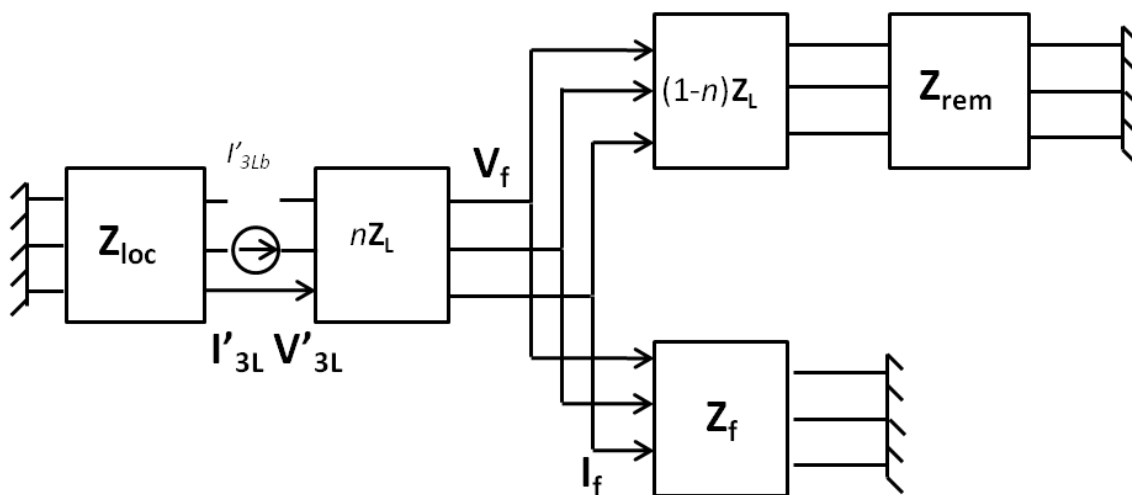 (1-n)Z_L
Z_rem
I'_3Lb
V_f
Z_loc
nZ_L
I'_3L V'_3L
Z_f
I_f